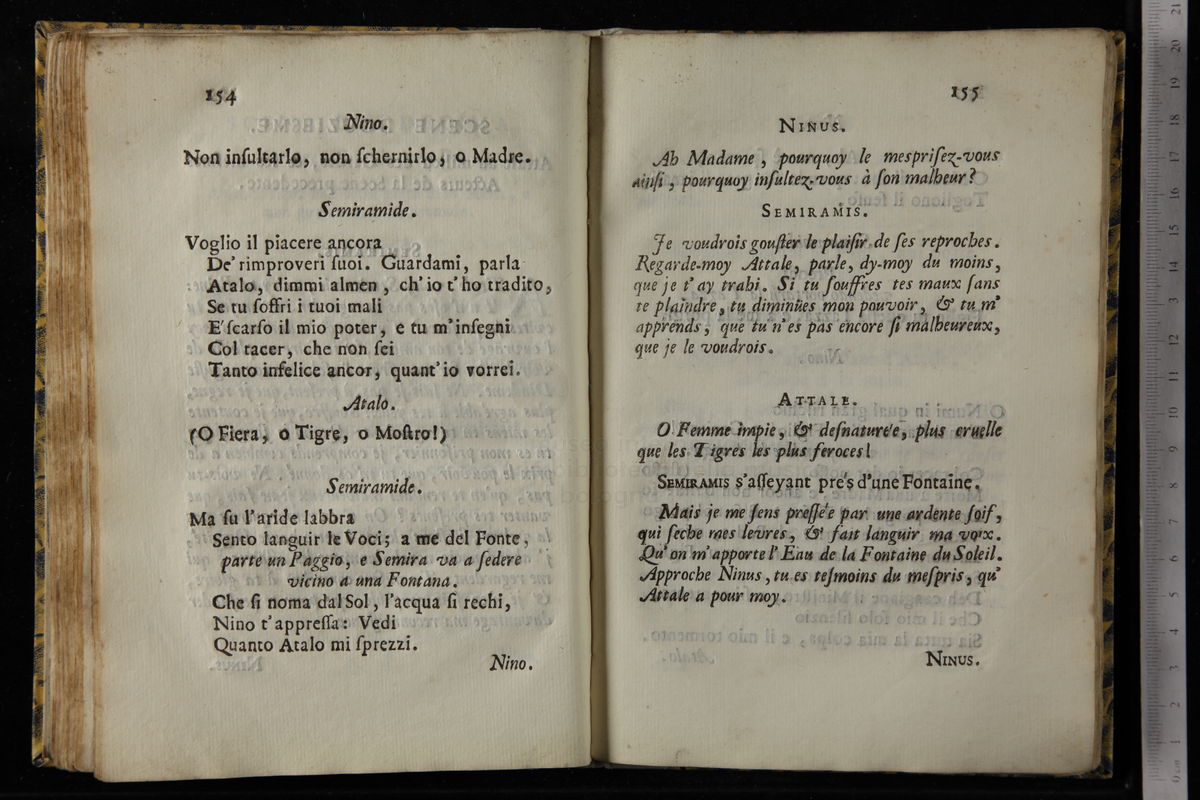 154
Nino.
Non inſultarlo, non ſchernirlo, o Madre.
Semiramide.
Voglio il piacere ancora
De' rimproveri ſuoi. Guardami, parla
Atalo, dimmi almen, ch' io t' ho tradito,
Se tu ſoffri i tuoi mali
E' ſcarſo il mio poter, e tu m' inſegni
Col tacer, che non ſei
Tanto infelice ancor, quant' io vorrei.
Atalo.
(O Fiera, o Tigre, o Moſtro!)
Semiramide.
Ma ſu l'aride labbra
Sento languir le Voci; a me del Fonte,
parte un Paggio, e Semira va a ſedere
vicino a una Fontana.
Che ſi noma dal Sol, l'acqua ſi rechi,
Nino t' appreſſa: Vedi
Quanto Atalo mi ſprezzi.
Nino.
155
NINUS.
Ah Madame, pourquoy le mespriſez-vous
ainſi, pourquoy inſultez-vous à ſon malheur?
SEMIRAMIS.
Je voudrois gouſter le plaiſir de ſes reproches.
Regarde-moy Attale, parle, dy-moy du moins,
que je t' ay trahi. Si tu ſouffres tes maux ſans
te plaindre, tu diminües mon pouvoir, & tu m'
apprends, que tu n' es pas encore ſi malheureux,
que je le voudrois.
ATTALE.
O Femme impie, & deſnaturée, plus cruelle
que les Tigres les plus feroces!
SEMIRAMIS s'aſſeyant près d'une Fontaine.
Mais je me ſens preſſée par une ardente ſoif,
qui ſeche mes levres, & fait languir ma voix.
Qu' on m' apporte l' Eau de la Fontaine du Soleil.
Approche Ninus, tu es teſmoins du meſpris, qu'
Attale a pour moy.
NINUS.